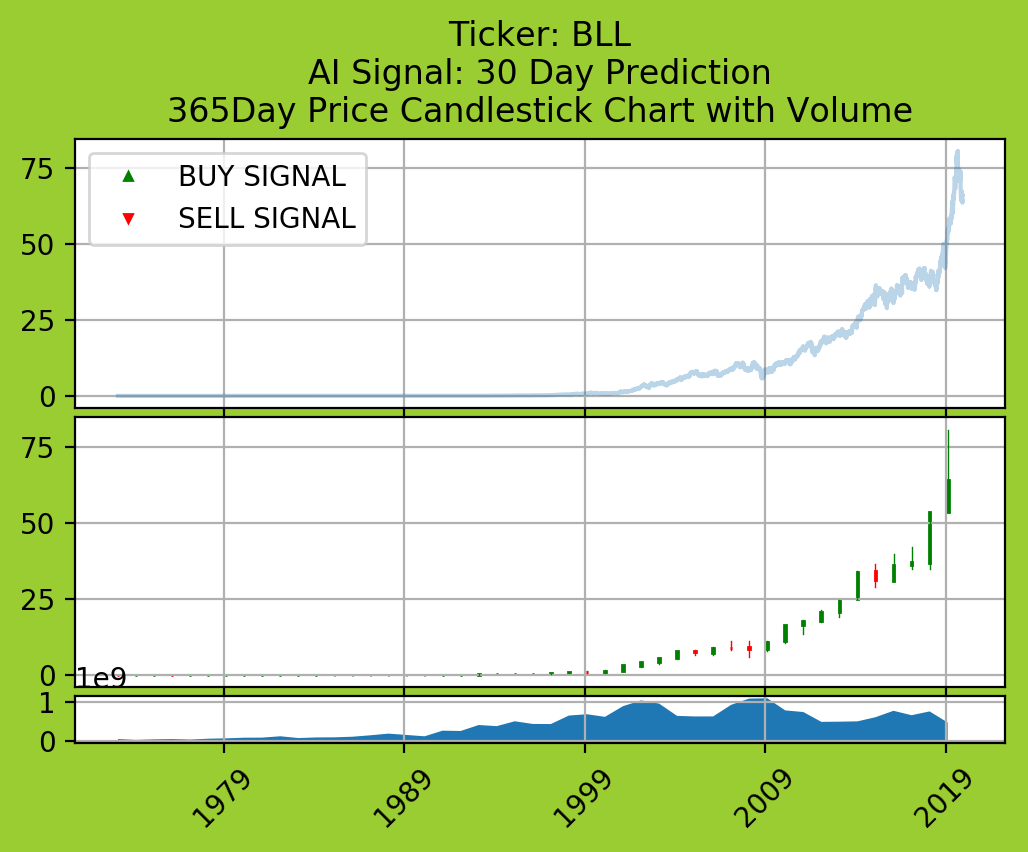 Ticker: BLL
AI Signal: 30 Day Prediction
365Day Price Candlestick Chart with Volume
BUY SIGNAL
SELL SIGNAL
75
50
25
0
75
50
25
0
1e9
1
0
1979
1989
1999
2009
2019